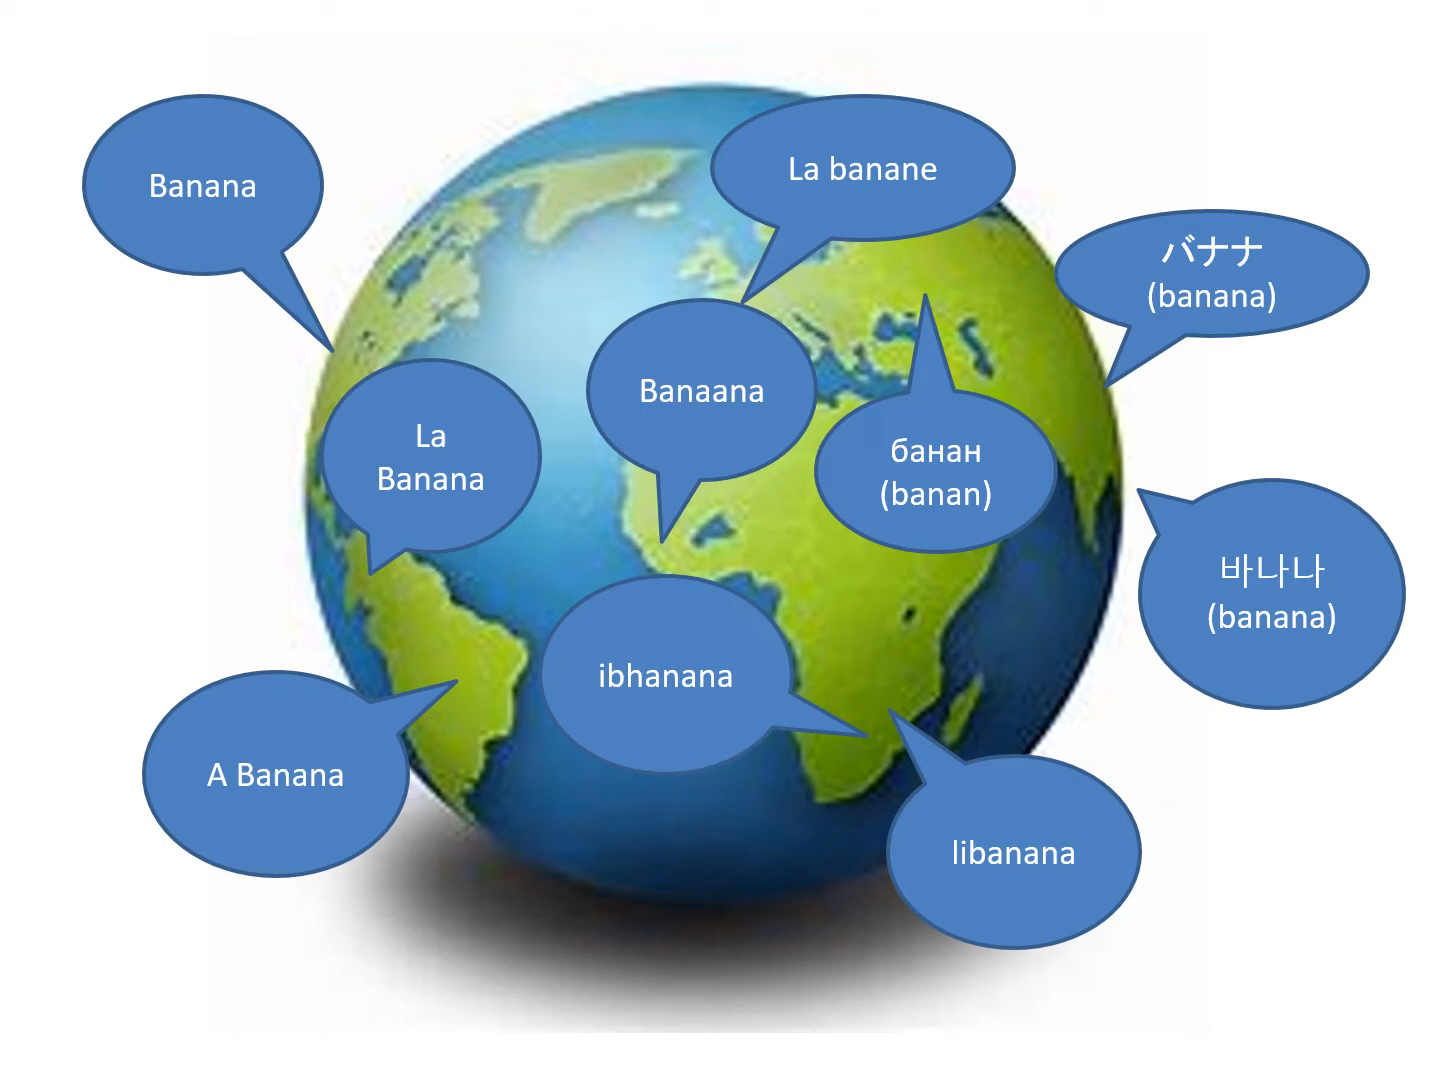 Banana
La banane
バナナ
(banana)
Banaana
La
Banana
банан
(banan)
바나나
(banana)
ibhanana
A Banana
libanana